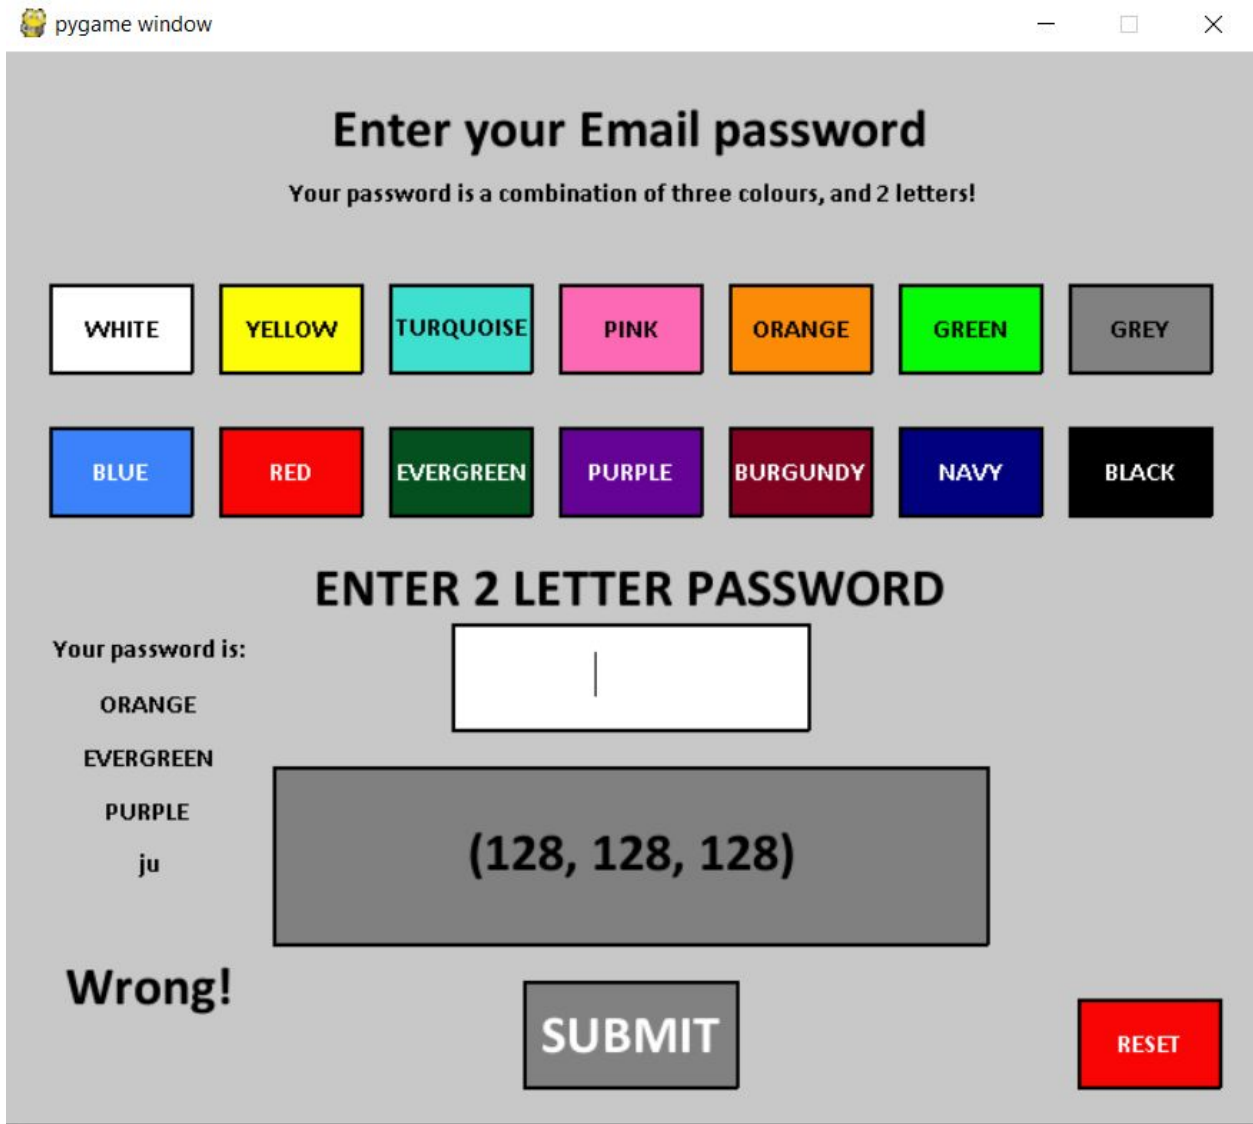 pygame window
Enter your Email password
Your password is a combination of three colours, and 2 letters!
WHITE YELLOW TURQUOISE PINK ORANGE GREEN GREY
BLUE RED EVERGREEN PURPLE BURGUNDY NAVY BLACK
ENTER 2 LETTER PASSWORD
Your password is:
ORANGE
EVERGREEN
PURPLE
ju
(128, 128, 128)
Wrong!
SUBMIT
RESET